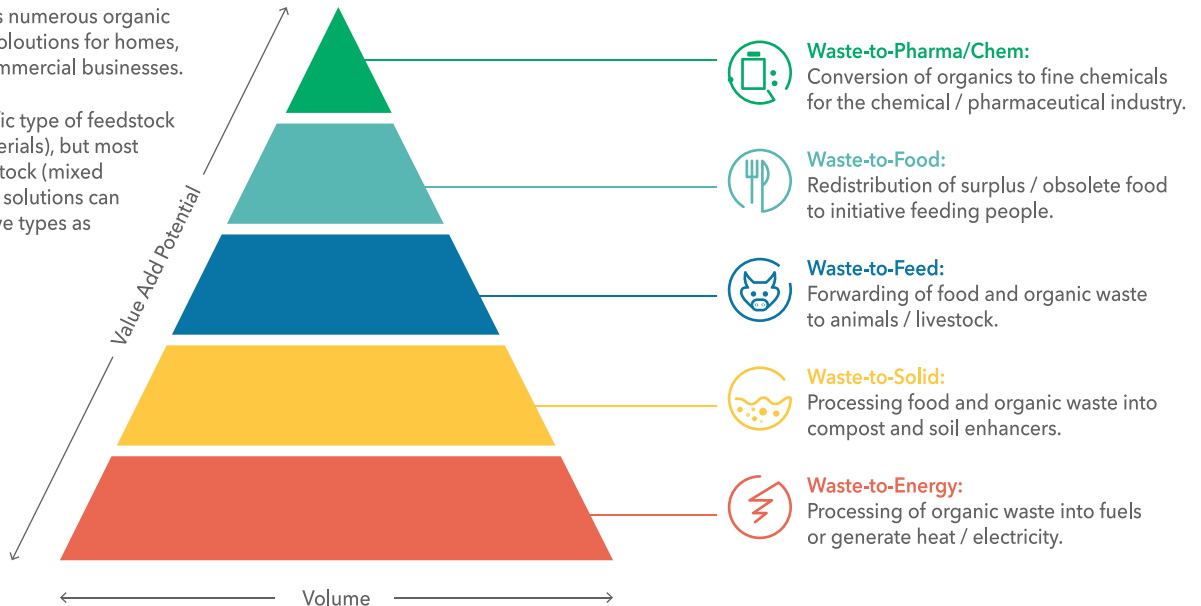 s numerous organic
oloutions for homes,
mmercial businesses.
fic type of feedstock
erials), but most
tock (mixed
solutions can
ve types as
Value Add Potential
Volume
Waste-to-Pharma/Chem:
Conversion of organics to fine chemicals
for the chemical / pharmaceutical industry.
Waste-to-Food:
Redistribution of surplus / obsolete food
to initiative feeding people.
Waste-to-Feed:
Forwarding of food and organic waste
to animals / livestock.
Waste-to-Solid:
Processing food and organic waste into
compost and soil enhancers.
Waste-to-Energy:
Processing of organic waste into fuels
or generate heat / electricity.